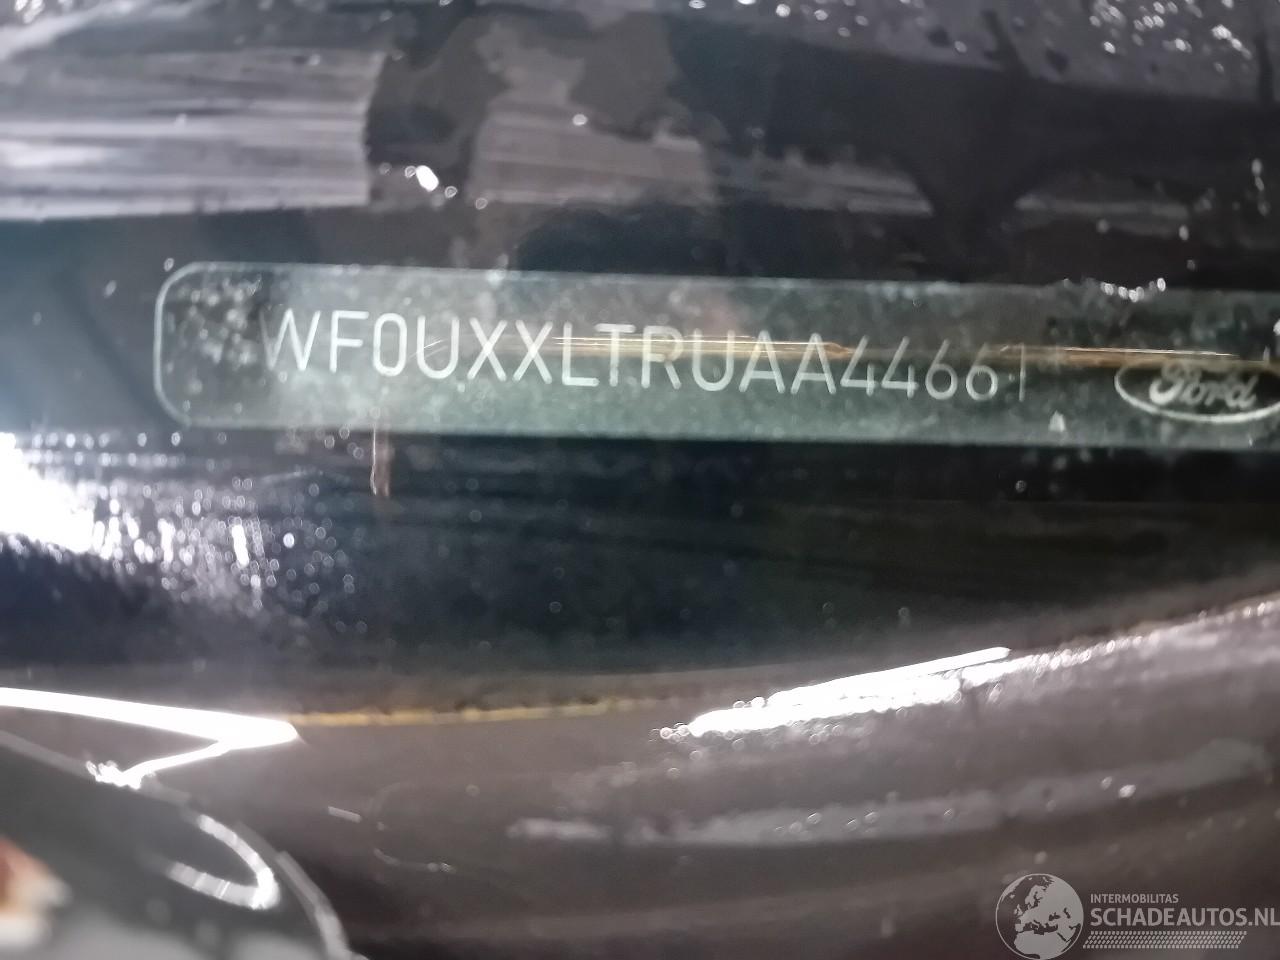 WF0UXXLTRUAA44661 Ford
INTERMOBILITAS
SCHADEAUTOS.NL